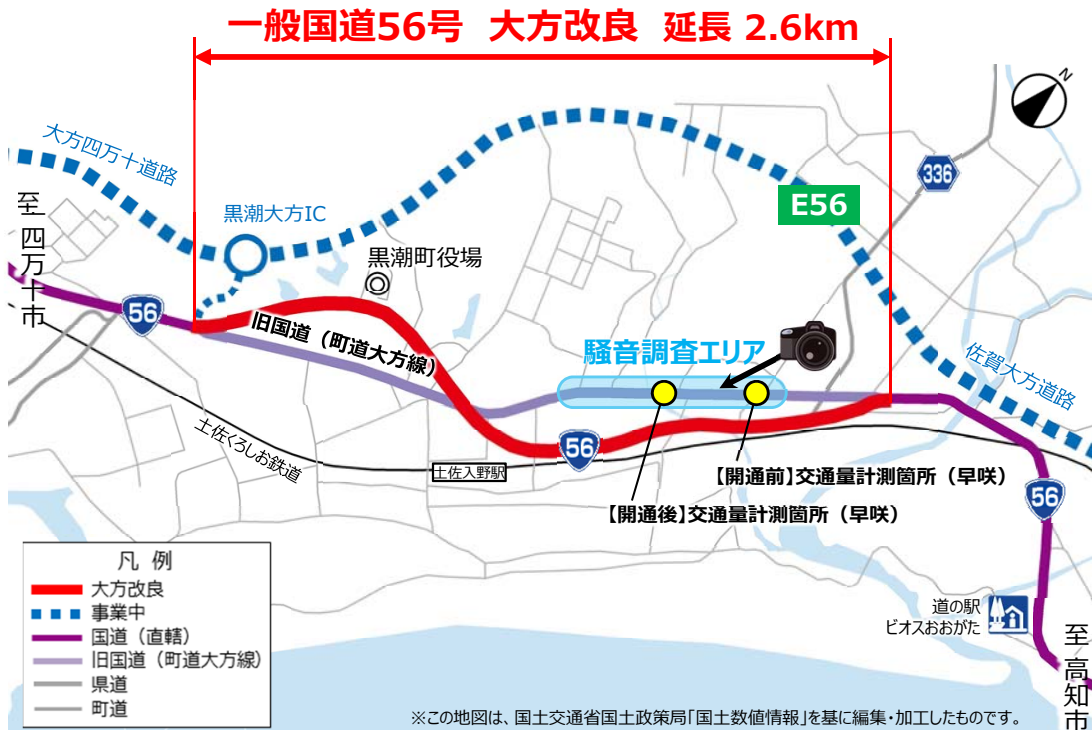 一般国道56号 大方改良 延長 2.6km
N
大方四万十道路
336
E56
至 四万十市
黒潮大方IC
黒潮町役場
56
旧国道（町道大方線）
騒音調査エリア
佐賀大方道路
土佐くろしお鉄道
56
土佐入野駅
【開通前】交通量計測箇所（早咲）
56
【開通後】交通量計測箇所（早咲）
凡 例
大方改良
事業中
国道（直轄）
旧国道（町道大方線）
県道
町道
道の駅
ビオスおおがた
至 高知市
※この地図は、国土交通省国土政策局「国土数値情報」を基に編集・加工したものです。